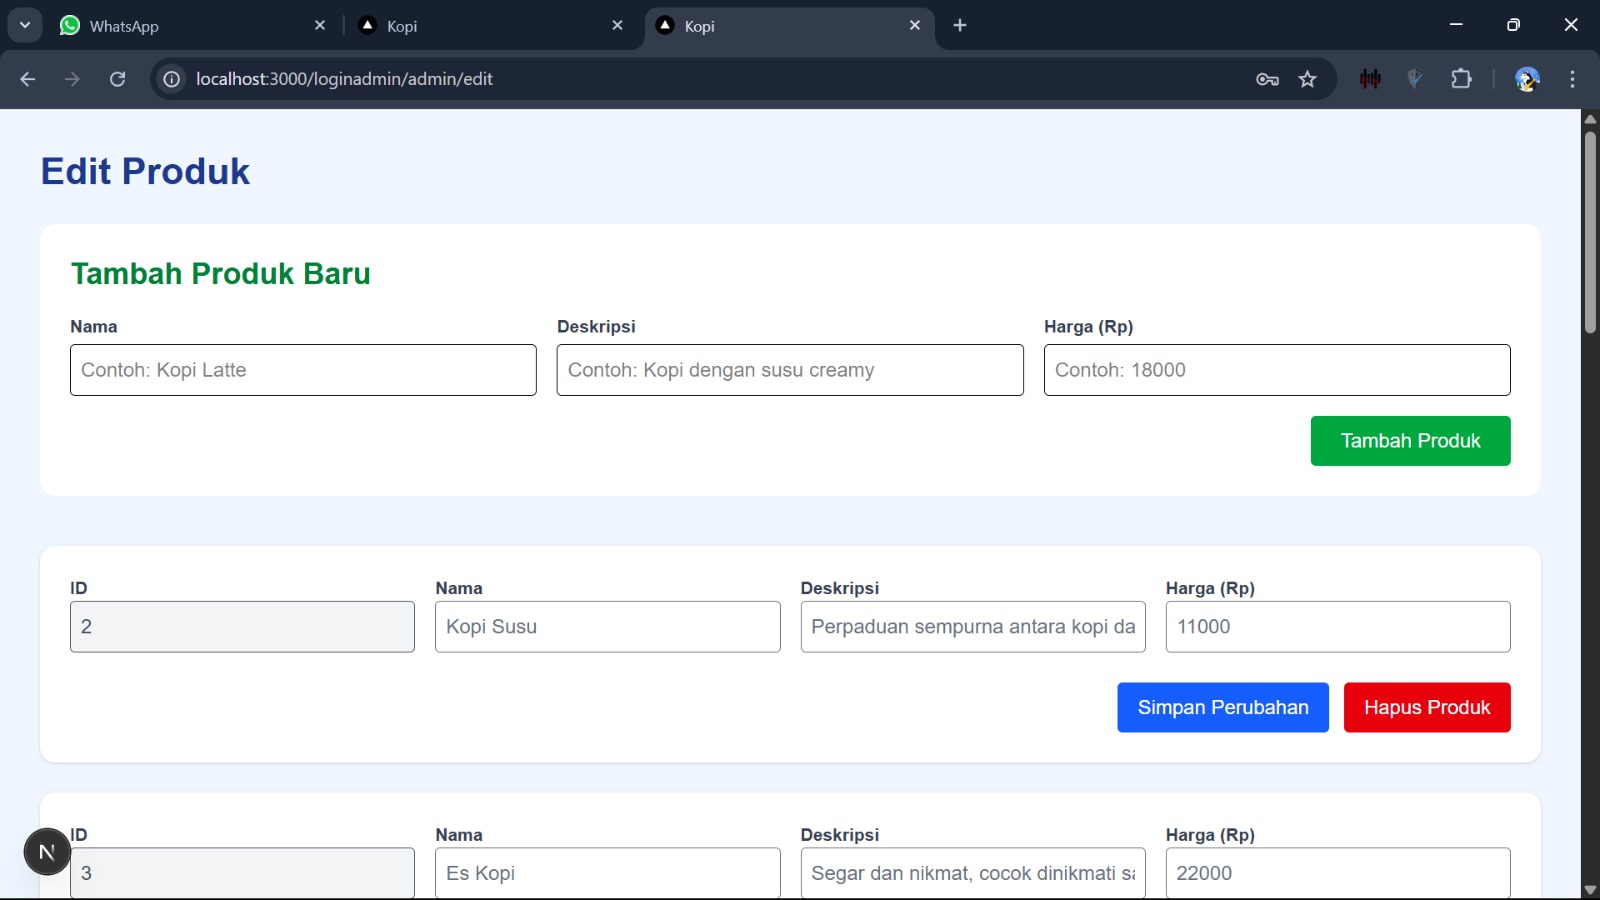 WhatsApp
Kopi
Kopi
localhost:3000/loginadmin/admin/edit
Edit Produk
Tambah Produk Baru
Nama Deskripsi Harga (Rp)
Contoh: Kopi Latte Contoh: Kopi dengan susu creamy Contoh: 18000
Tambah Produk
ID Nama Deskripsi Harga (Rp)
2 Kopi Susu Perpaduan sempurna antara kopi da 11000
Simpan Perubahan Hapus Produk
ID Nama Deskripsi Harga (Rp)
N
3 Es Kopi Segar dan nikmat, cocok dinikmati sa 22000